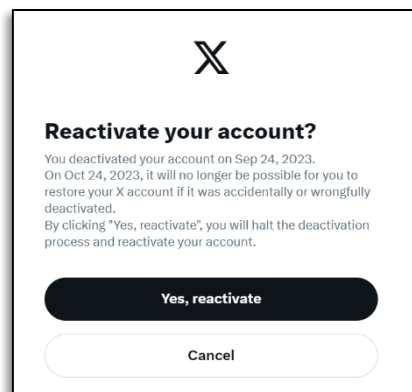 Reactivate your account?
You deactivated your account on Sep 24, 2023.
On Oct 24, 2023, it will no longer be possible for you to
restore your X account if it was accidentally or wrongfully
deactivated.
By clicking "Yes, reactivate", you will halt the deactivation
process and reactivate your account.
Yes, reactivate
Cancel